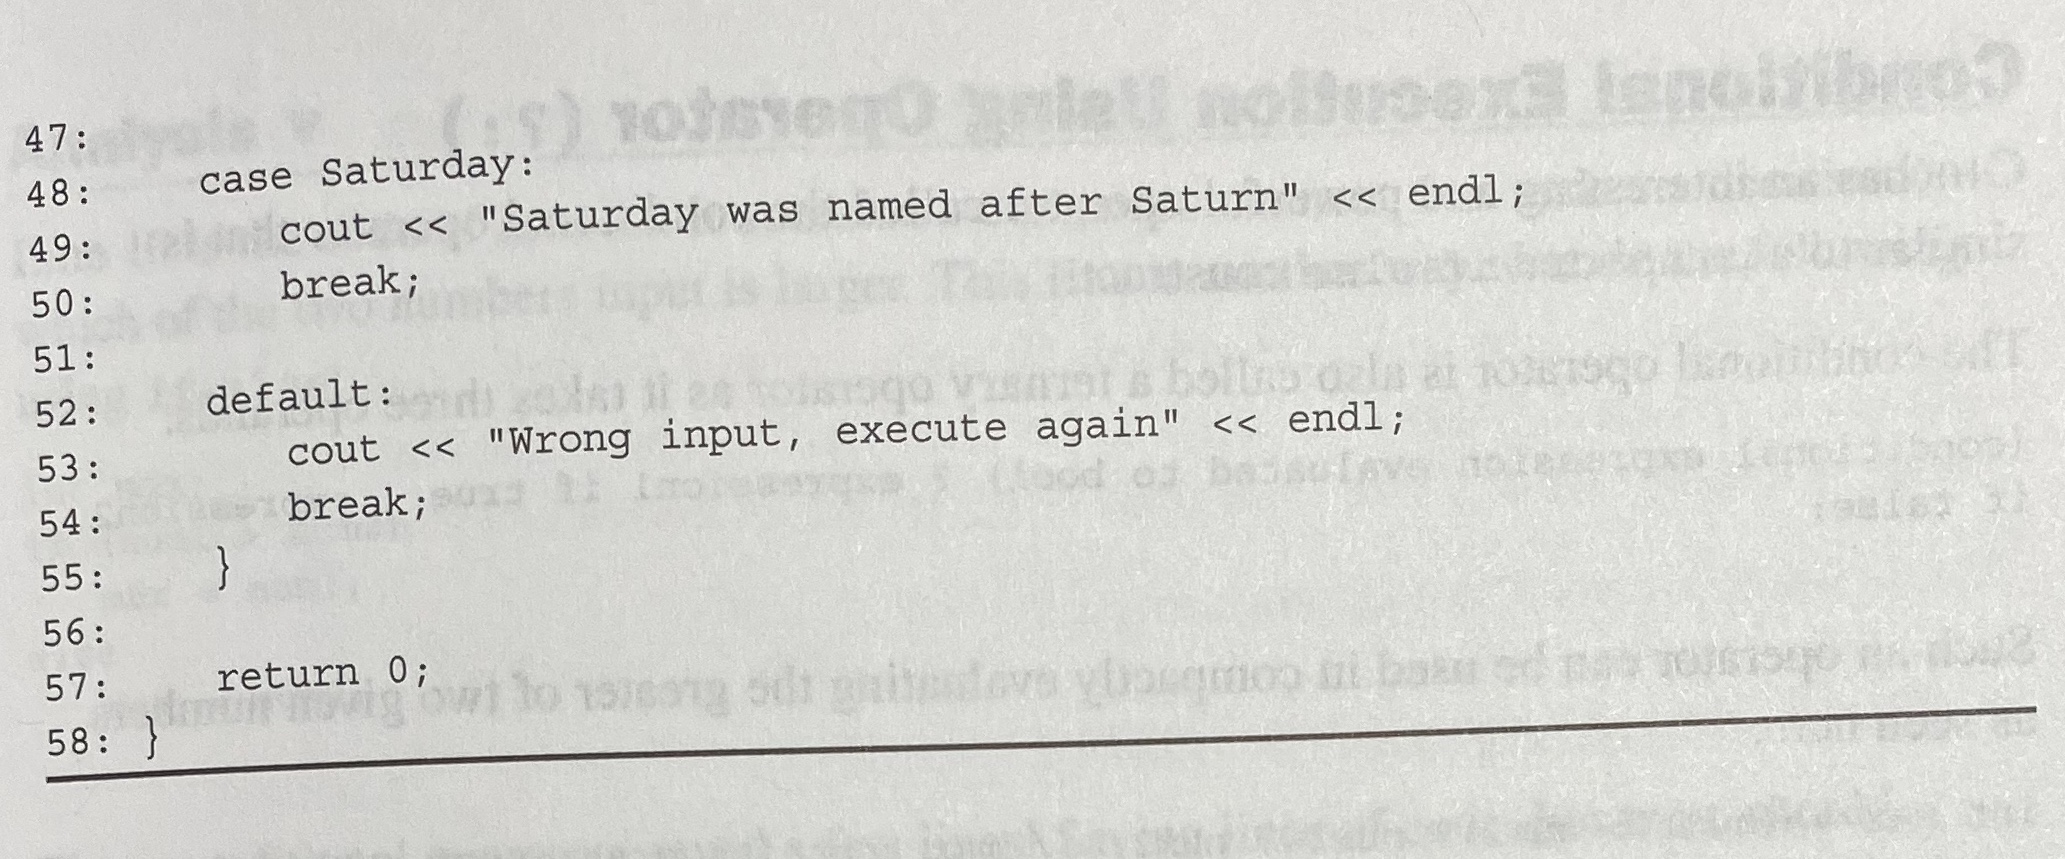 47:
48:     case Saturday:
49:        cout << "Saturday was named after Saturn" << endl;
50:        break;
51:
52:     default:
53:        cout << "Wrong input, execute again" << endl;
54:        break;
55:     }
56:
57:     return 0;
58: }